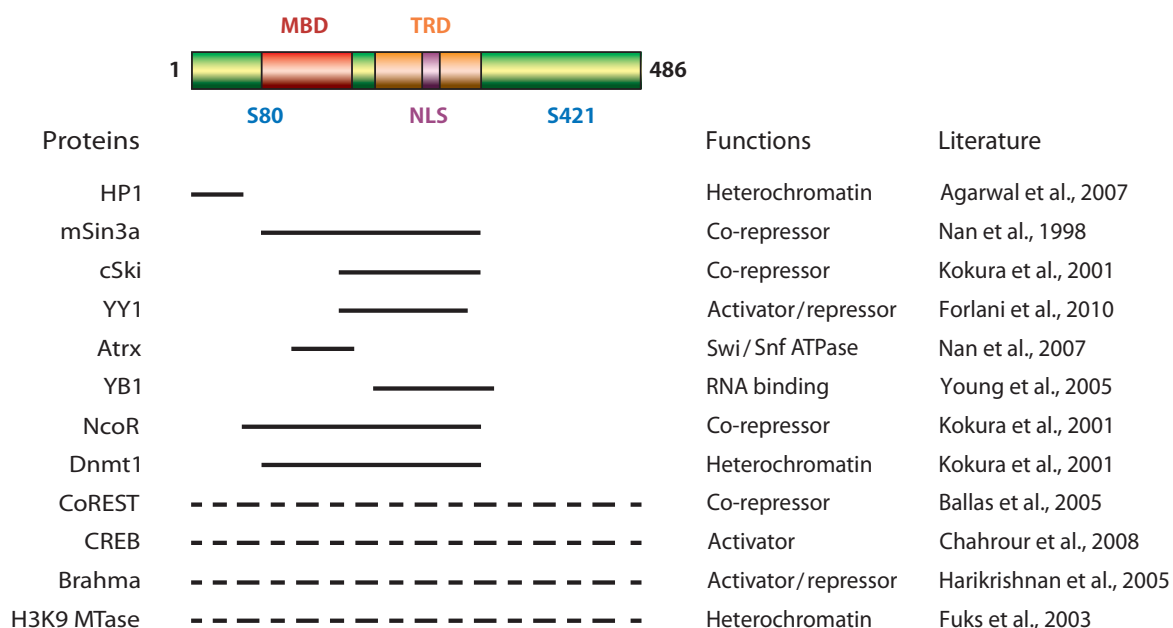 MBD TRD
1 486
S80 NLS S421
Proteins Functions Literature
HP1 Heterochromatin Agarwal et al., 2007
mSin3a Co-repressor Nan et al., 1998
cSki Co-repressor Kokura et al., 2001
YY1 Activator/repressor Forlani et al., 2010
Atrx Swi/Snf ATPase Nan et al., 2007
YB1 RNA binding Young et al., 2005
NcoR Co-repressor Kokura et al., 2001
Dnmt1 Heterochromatin Kokura et al., 2001
CoREST Co-repressor Ballas et al., 2005
CREB Activator Chahrour et al., 2008
Brahma Activator/repressor Harikrishnan et al., 2005
H3K9 MTase Heterochromatin Fuks et al., 2003